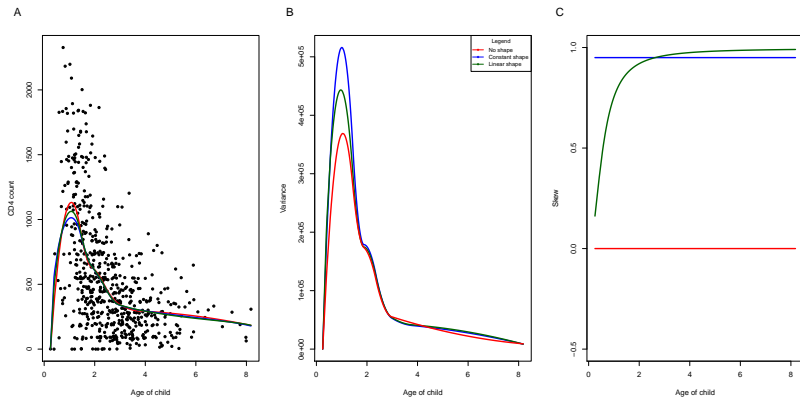 A
B
C
CD4 count
0
500
1000
1500
2000
0
2
4
6
8
Age of child
Variance
0e+00
1e+05
2e+05
3e+05
4e+05
5e+05
0
2
4
6
8
Age of child
Legend
No shape
Constant shape
Linear shape
Skew
-0.5
0.0
0.5
1.0
0
2
4
6
8
Age of child